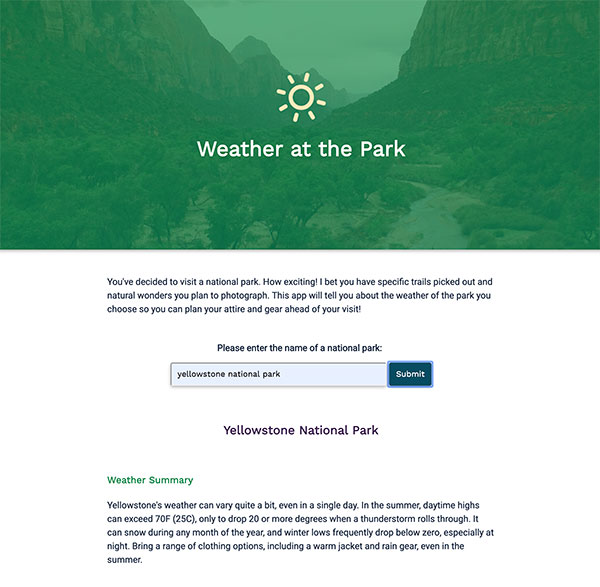 Weather at the Park
You've decided to visit a national park. How exciting! I bet you have specific trails picked out and
natural wonders you plan to photograph. This app will tell you about the weather of the park you
choose so you can plan your attire and gear ahead of your visit!
Please enter the name of a national park:
yellowstone national park
Submit
Yellowstone National Park
Weather Summary
Yellowstone's weather can vary quite a bit, even in a single day. In the summer, daytime highs
can exceed 70F (25C), only to drop 20 or more degrees when a thunderstorm rolls through. It
can snow during any month of the year, and winter lows frequently drop below zero, especially at
night. Bring a range of clothing options, including a warm jacket and rain gear, even in the
summer.